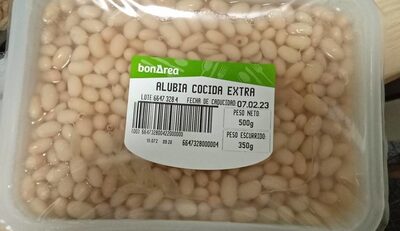 bonÀrea
ALUBIA COCIDA EXTRA
LOTE 6647 328 4 FECHA DE CADUCIDAD 07.02.23
PESO NETO
500g
PESO ESCURRIDO
350g
6647328000004